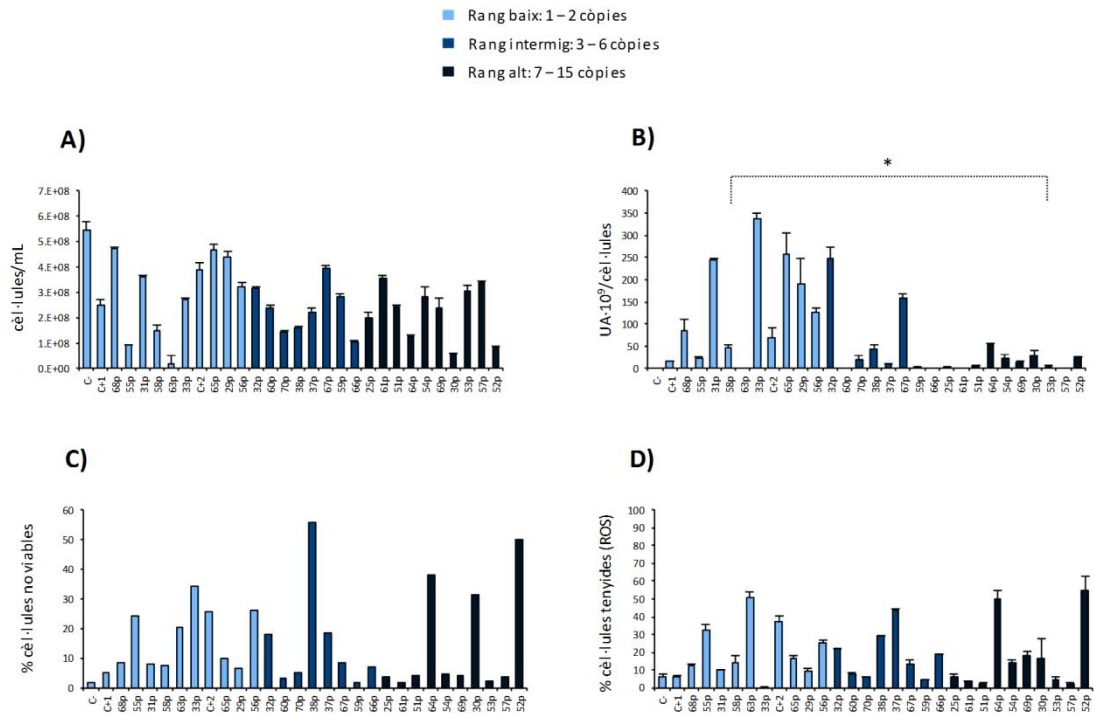 Rang baix: 1 – 2 còpies
Rang intermig: 3 – 6 còpies
Rang alt: 7 – 15 còpies
A)
cèl·lules/mL
7.E+08
6.E+08
5.E+08
4.E+08
3.E+08
2.E+08
1.E+08
0.E+00
C- C+1 68p 55p 31p 58p 63p 33p C+2 65p 29p 56p 32p 60p 70p 38p 37p 67p 59p 66p 25p 61p 51p 64p 54p 69p 30p 53p 57p 52p
B)
*
UA·10⁹/cèl·lules
400
350
300
250
200
150
100
50
0
C- C+1 68p 55p 31p 58p 63p 33p C+2 65p 29p 56p 32p 60p 70p 38p 37p 67p 59p 66p 25p 61p 51p 64p 54p 69p 30p 53p 57p 52p
C)
% cèl·lules no viables
60
50
40
30
20
10
0
C- C+1 68p 55p 31p 58p 63p 33p C+2 65p 29p 56p 32p 60p 70p 38p 37p 67p 59p 66p 25p 61p 51p 64p 54p 69p 30p 53p 57p 52p
D)
% cèl·lules tenyides (ROS)
100
90
80
70
60
50
40
30
20
10
0
C- C+1 68p 55p 31p 58p 63p 33p C+2 65p 29p 56p 32p 60p 70p 38p 37p 67p 59p 66p 25p 61p 51p 64p 54p 69p 30p 53p 57p 52p